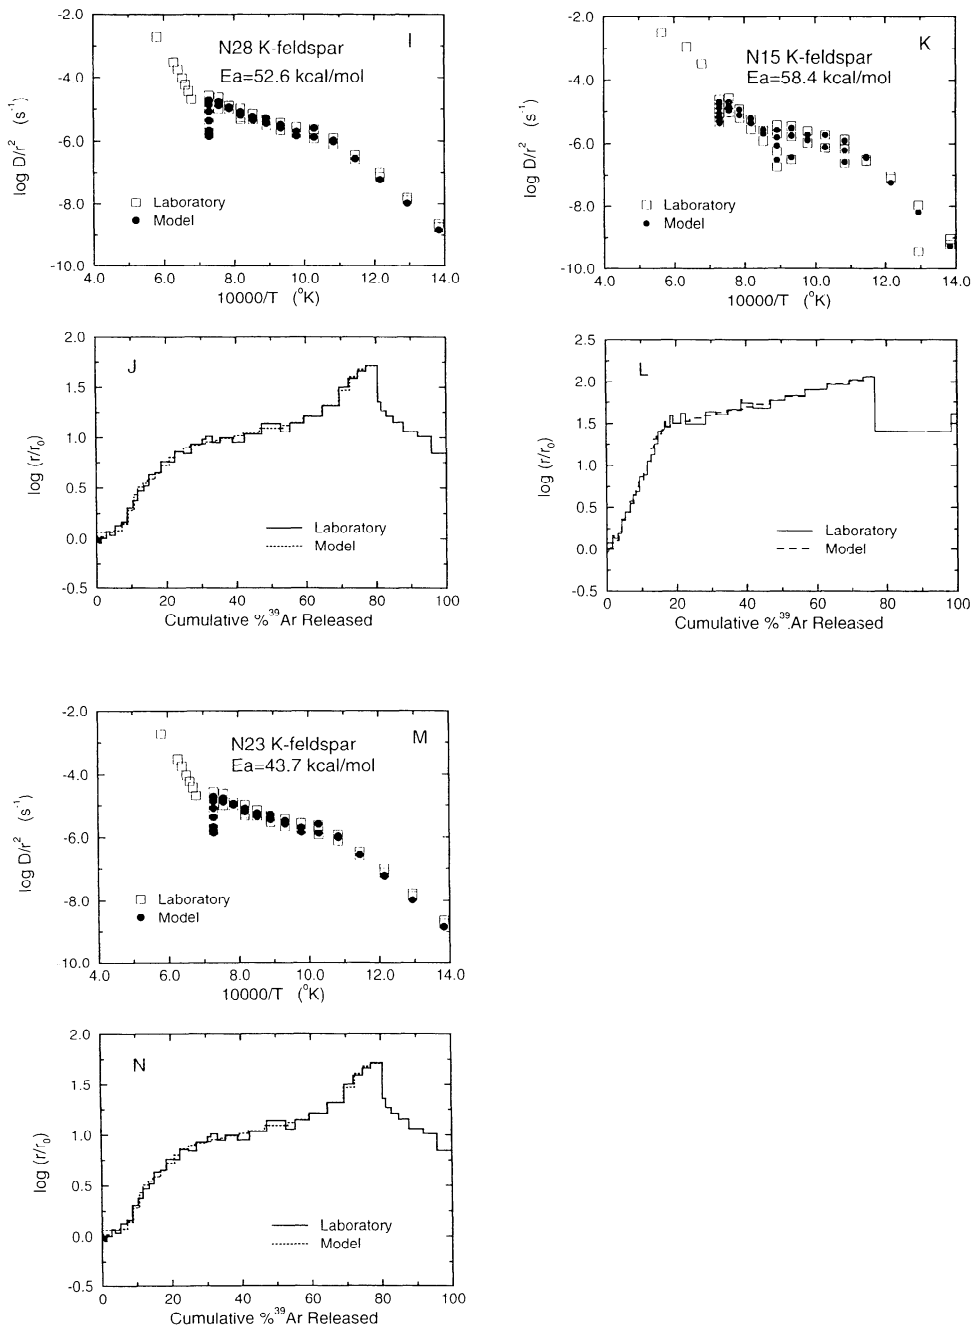 I
N28 K-feldspar
Ea=52.6 kcal/mol
log D/r² (s⁻¹)
-2.0
-4.0
-6.0
-8.0
-10.0
Laboratory
Model
4.0 6.0 8.0 10.0 12.0 14.0
10000/T (°K)
K
N15 K-feldspar
Ea=58.4 kcal/mol
log D/r² (s⁻¹)
-2.0
-4.0
-6.0
-8.0
-10.0
Laboratory
Model
4.0 6.0 8.0 10.0 12.0 14.0
10000/T (°K)
J
log (r/r₀)
2.0
1.5
1.0
0.5
0.0
-0.5
Laboratory
Model
0 20 40 60 80 100
Cumulative %³⁹Ar Released
L
log (r/r₀)
2.5
2.0
1.5
1.0
0.5
0.0
-0.5
Laboratory
Model
0 20 40 60 80 100
Cumulative %³⁹Ar Released
M
N23 K-feldspar
Ea=43.7 kcal/mol
log D/r² (s⁻¹)
-2.0
-4.0
-6.0
-8.0
-10.0
Laboratory
Model
4.0 6.0 8.0 10.0 12.0 14.0
10000/T (°K)
N
log (r/r₀)
2.0
1.5
1.0
0.5
0.0
-0.5
Laboratory
Model
0 20 40 60 80 100
Cumulative %³⁹Ar Released